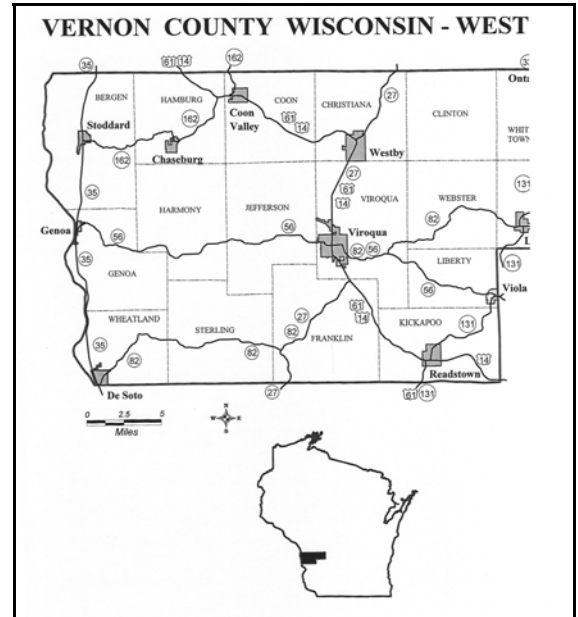 VERNON COUNTY WISCONSIN - WEST
35
61 14
162
27
Onta
BERGEN
HAMBURG
Coon
Valley
COON
CHRISTIANA
CLINTON
WHIT
TOWN
Stoddard
162
Chaseburg
61
14
Westby
27
35
61
14
131
HARMONY
JEFFERSON
VIROQUA
WEBSTER
82
Genoa
56
56
Viroqua
82 56
L
35
LIBERTY
131
GENOA
56
Viola
WHEATLAND
27
82
61
14
KICKAPOO
131
STERLING
FRANKLIN
35
82
82
14
Readstown
De Soto
27
61 131
0 2.5 5
Miles
N
W E
S